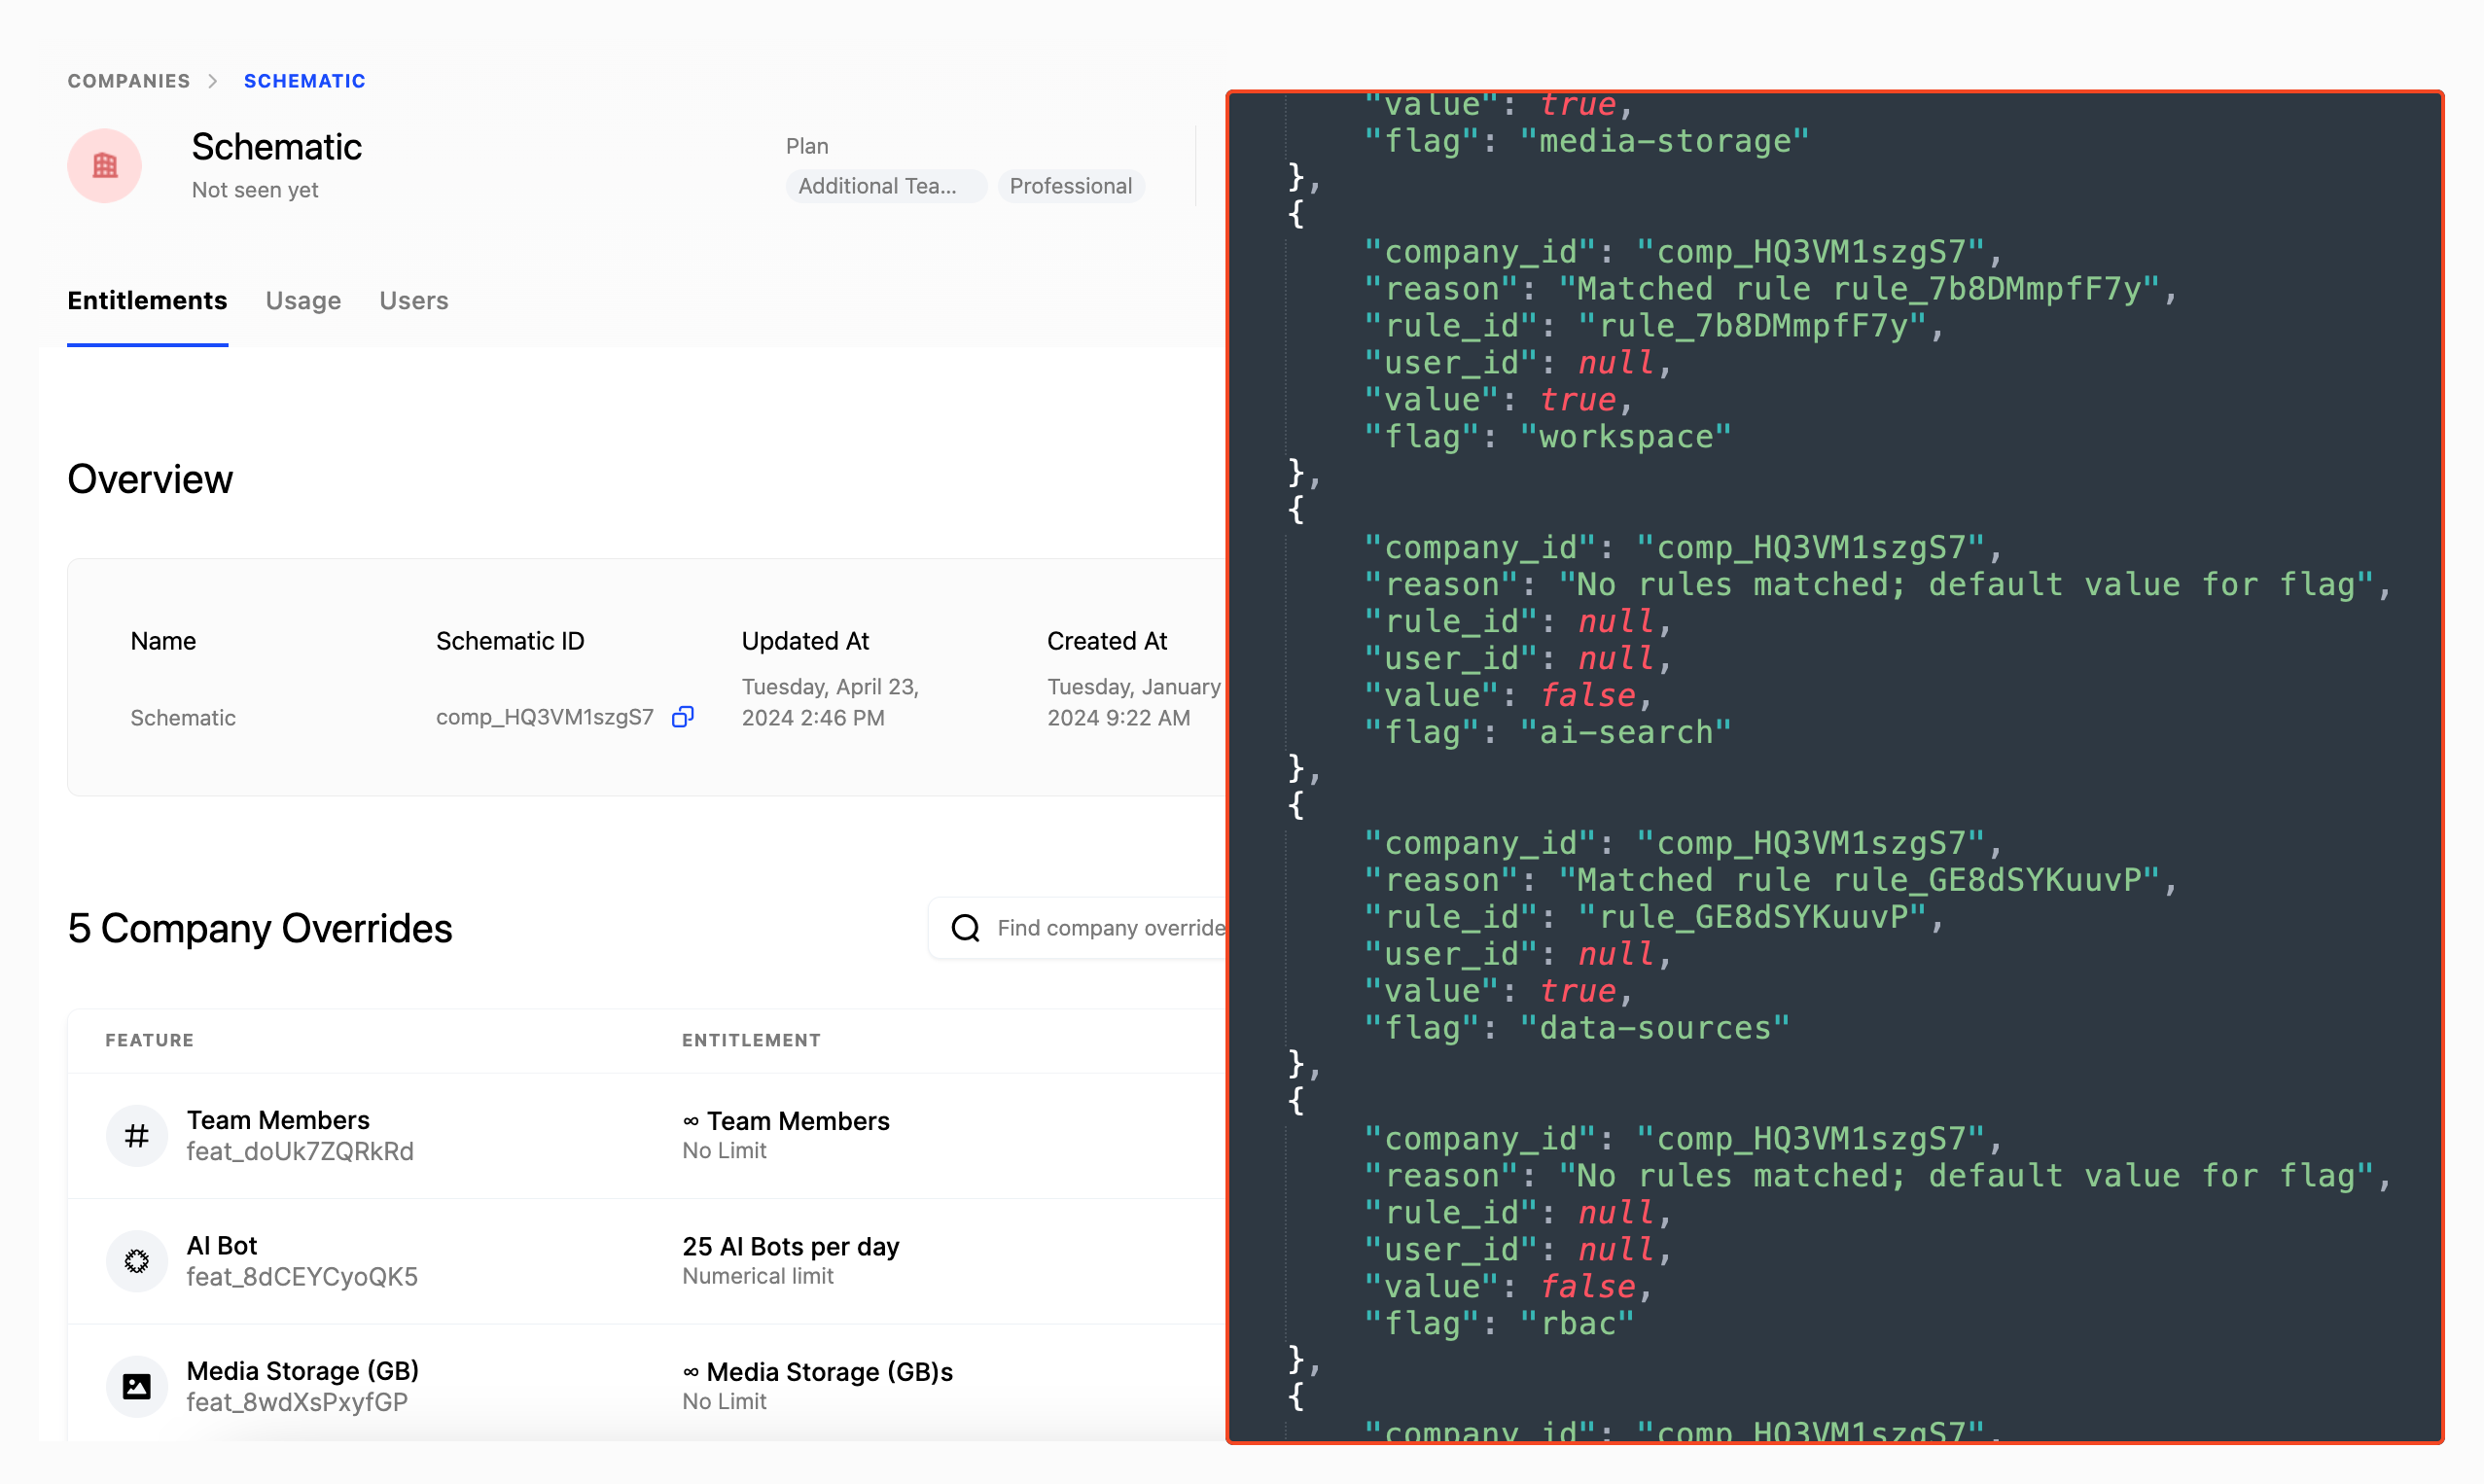 COMPANIES > SCHEMATIC
Schematic
Not seen yet
Plan
Additional Tea... Professional
Entitlements Usage Users
Overview
Name Schematic ID Updated At Created At
Schematic comp_HQ3VM1szgS7 Tuesday, April 23, Tuesday, January
2024 2:46 PM 2024 9:22 AM
5 Company Overrides
Find company override
FEATURE ENTITLEMENT
Team Members ∞ Team Members
feat_doUk7ZQRkRd No Limit
AI Bot 25 AI Bots per day
feat_8dCEYCyoQK5 Numerical limit
Media Storage (GB) ∞ Media Storage (GB)s
feat_8wdXsPxyfGP No Limit
"value": true,
"flag": "media-storage"
},
{
"company_id": "comp_HQ3VM1szgS7",
"reason": "Matched rule rule_7b8DMmpfF7y",
"rule_id": "rule_7b8DMmpfF7y",
"user_id": null,
"value": true,
"flag": "workspace"
},
{
"company_id": "comp_HQ3VM1szgS7",
"reason": "No rules matched; default value for flag",
"rule_id": null,
"user_id": null,
"value": false,
"flag": "ai-search"
},
{
"company_id": "comp_HQ3VM1szgS7",
"reason": "Matched rule rule_GE8dSYKuuvP",
"rule_id": "rule_GE8dSYKuuvP",
"user_id": null,
"value": true,
"flag": "data-sources"
},
{
"company_id": "comp_HQ3VM1szgS7",
"reason": "No rules matched; default value for flag",
"rule_id": null,
"user_id": null,
"value": false,
"flag": "rbac"
},
{
"company_id": "comp_HQ3VM1szgS7",